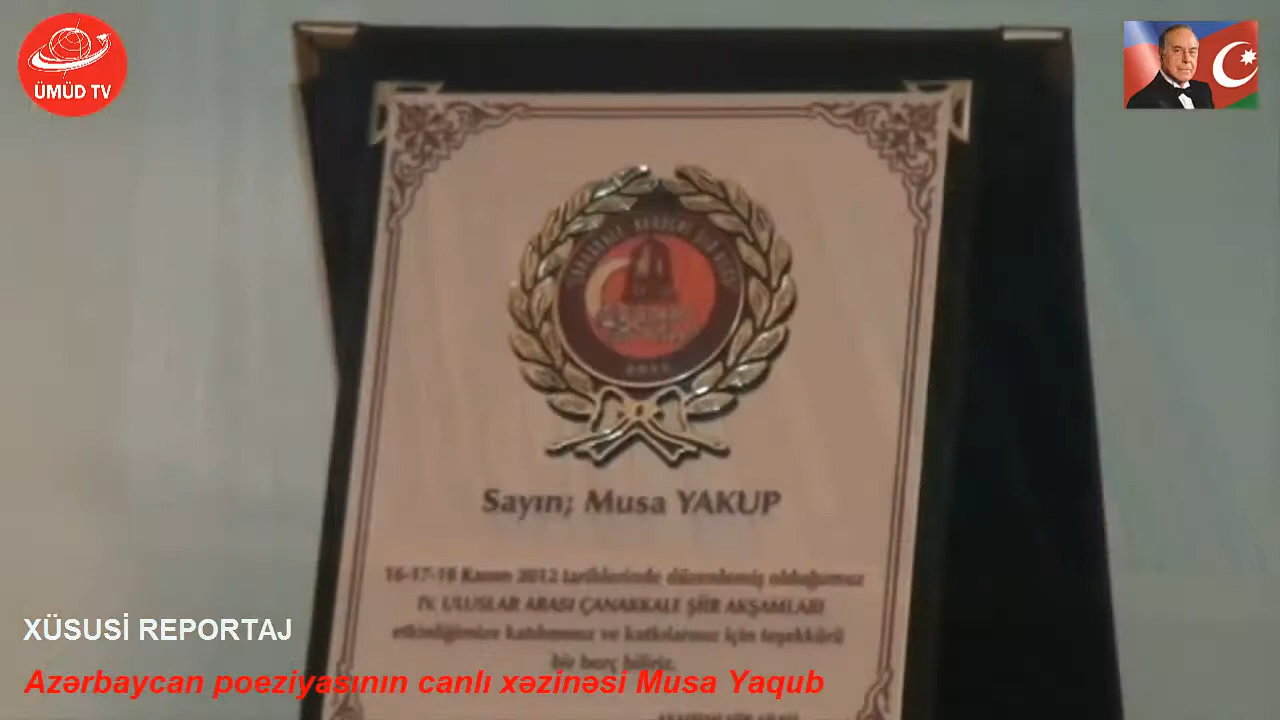 ÜMÜD TV
Sayın; Musa YAKUP
16-17-18 Kasım 2012 tarihlerinde düzenlemiş olduğumuz
IV. ULUSLAR ARASI ÇANAKKALE ŞİİR AKŞAMLARI
etkinliğimize katılımınız ve katkılarınız için teşekkürü
bir borç biliriz.
XÜSUSİ REPORTAJ
Azərbaycan poeziyasının canlı xəzinəsi Musa Yaqub